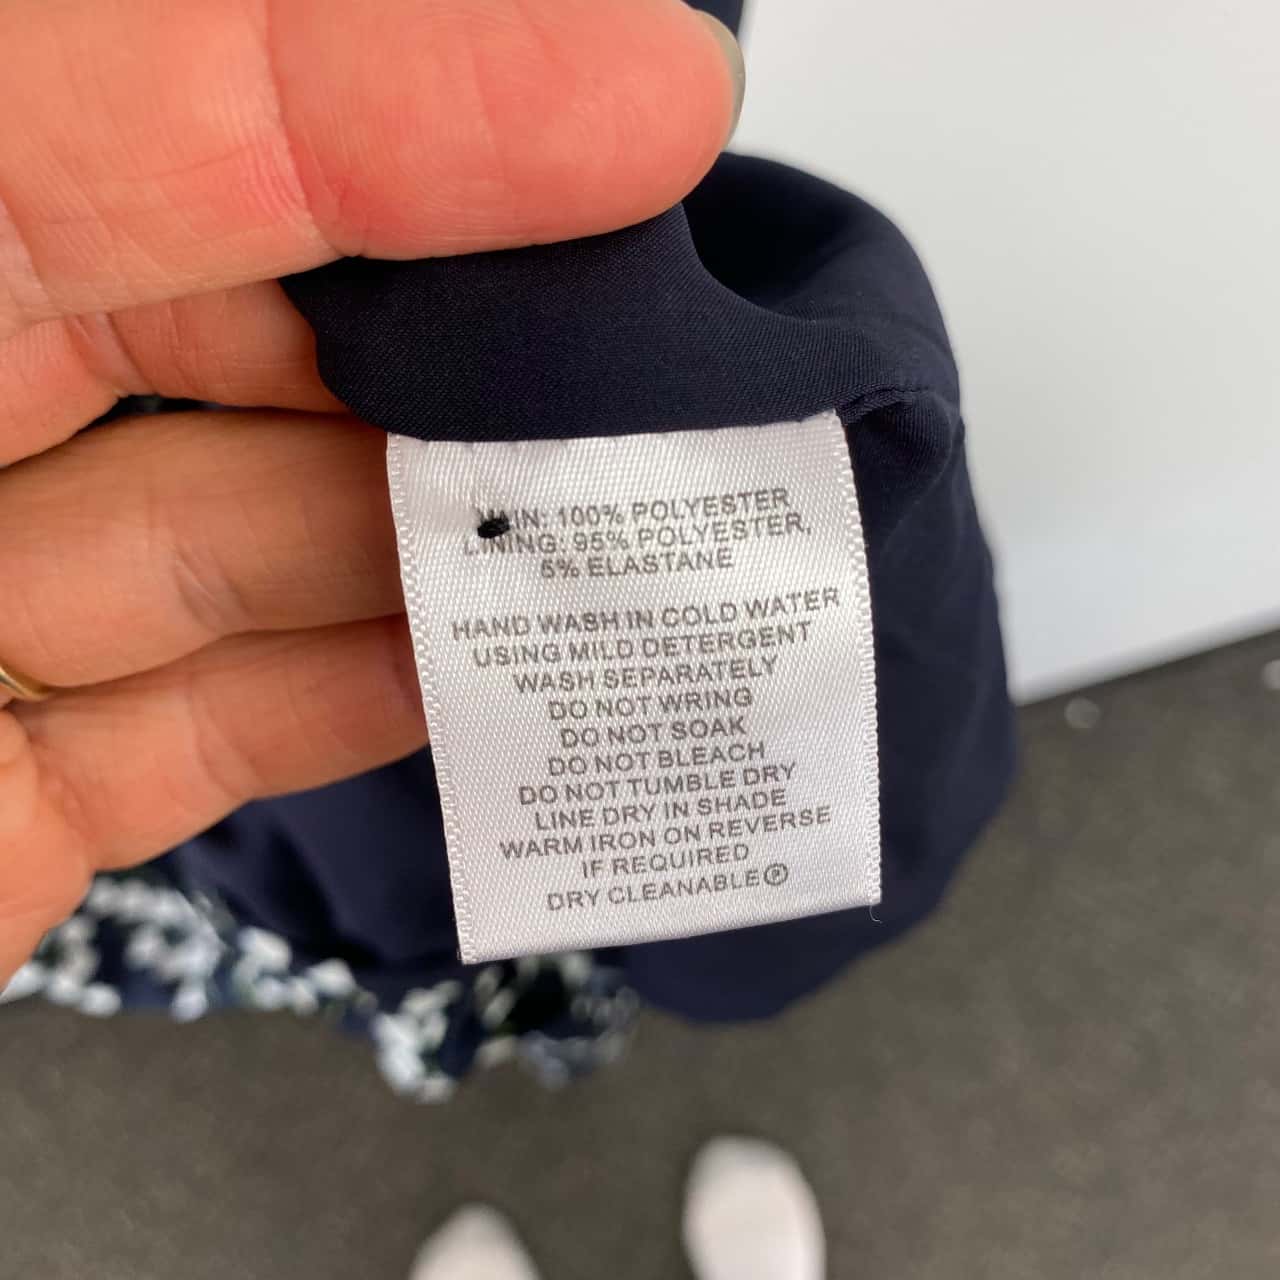 MAIN: 100% POLYESTER
LINING: 95% POLYESTER,
5% ELASTANE
HAND WASH IN COLD WATER
USING MILD DETERGENT
WASH SEPARATELY
DO NOT WRING
DO NOT SOAK
DO NOT BLEACH
DO NOT TUMBLE DRY
LINE DRY IN SHADE
WARM IRON ON REVERSE
IF REQUIRED
DRY CLEANABLE Ⓟ